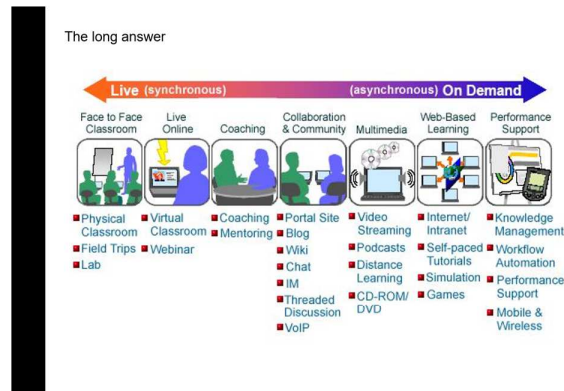 The long answer
Live (synchronous)
(asynchronous) On Demand
Face to Face
Classroom
Live
Online
Coaching
Collaboration
& Community
Multimedia
Web-Based
Learning
Performance
Support
Physical
Classroom
Field Trips
Lab
Virtual
Classroom
Webinar
Coaching
Mentoring
Portal Site
Blog
Wiki
Chat
IM
Threaded
Discussion
VoIP
Video
Streaming
Podcasts
Distance
Learning
CD-ROM/
DVD
Internet/
Intranet
Self-paced
Tutorials
Simulation
Games
Knowledge
Management
Workflow
Automation
Performance
Support
Mobile &
Wireless